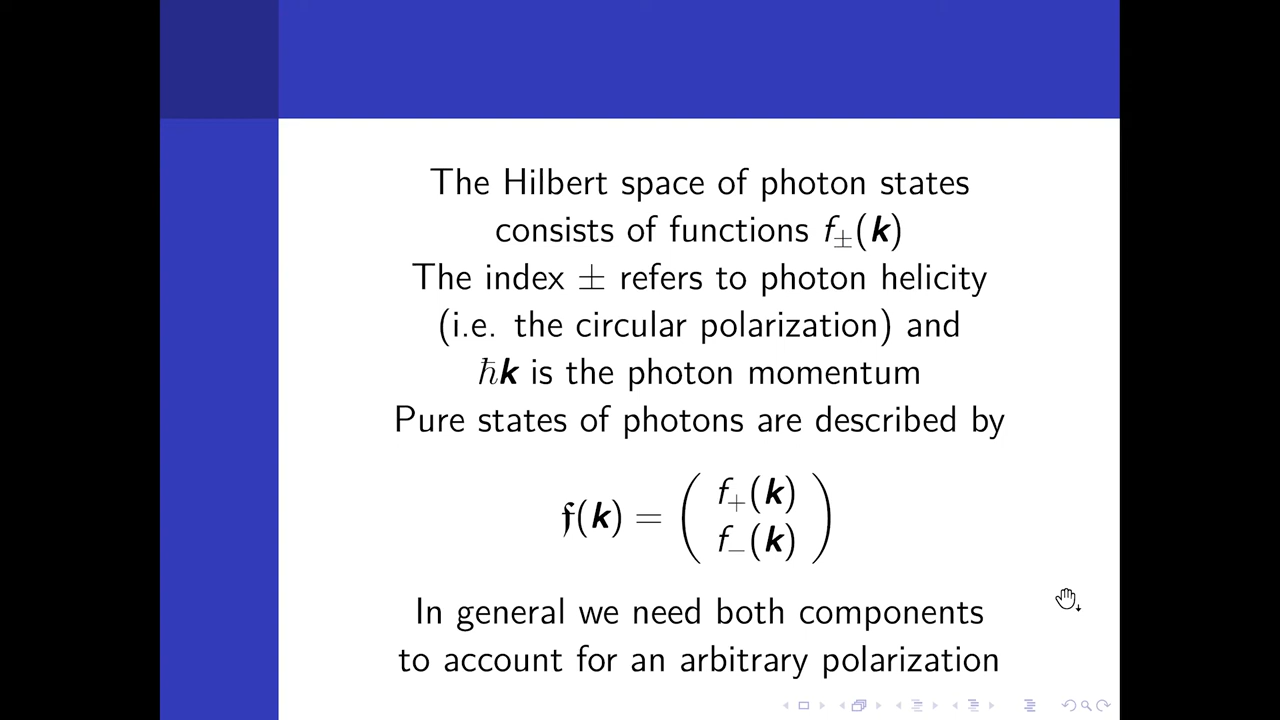 The Hilbert space of photon states
consists of functions f±(k)
The index ± refers to photon helicity
(i.e. the circular polarization) and
ħk is the photon momentum
Pure states of photons are described by
𝔣(k) = ( f₊(k)
f₋(k) )
In general we need both components
to account for an arbitrary polarization